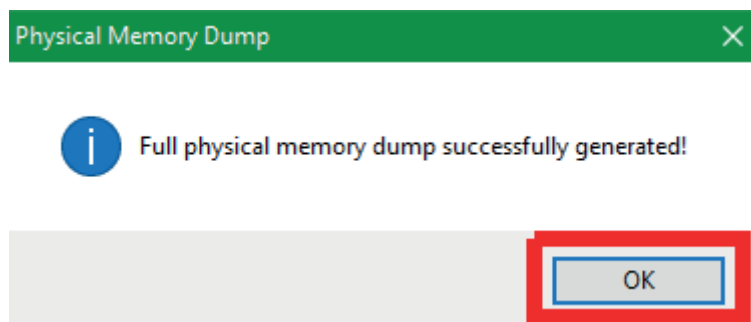 Physical Memory Dump
Full physical memory dump successfully generated!
OK